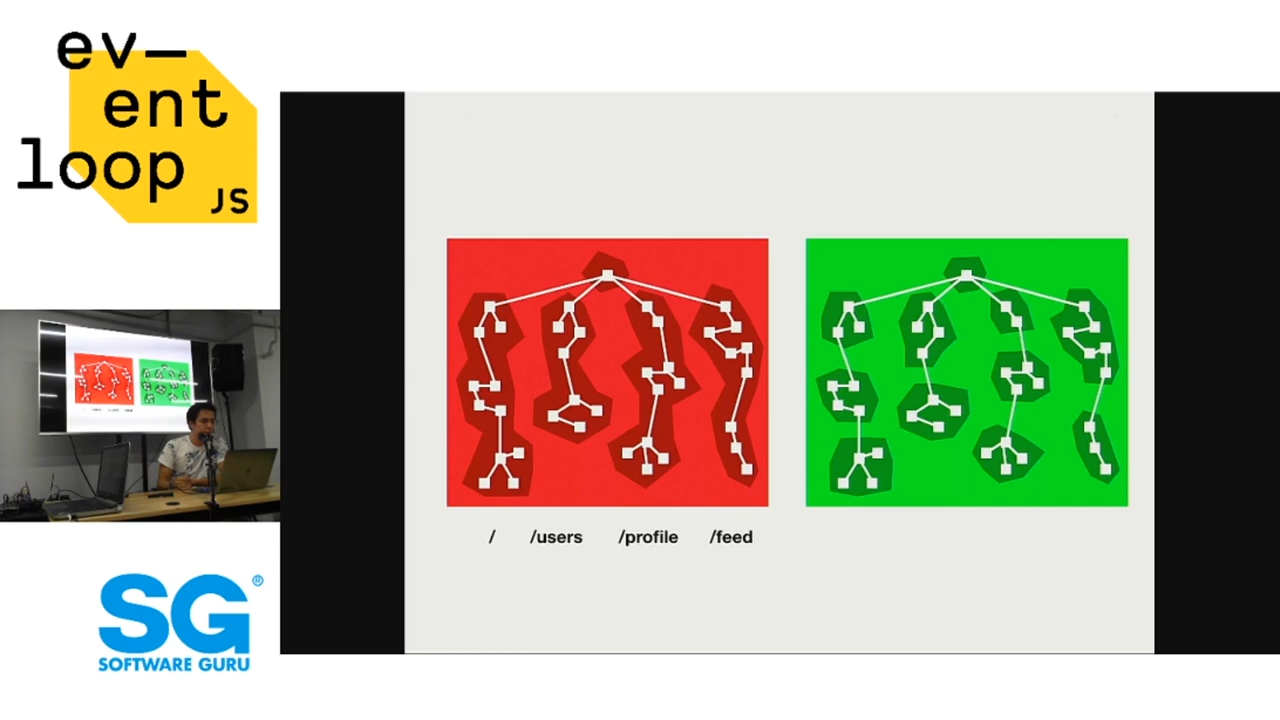 ev–
ent
loop
JS
SG®
SOFTWARE GURU
/ /users /profile /feed